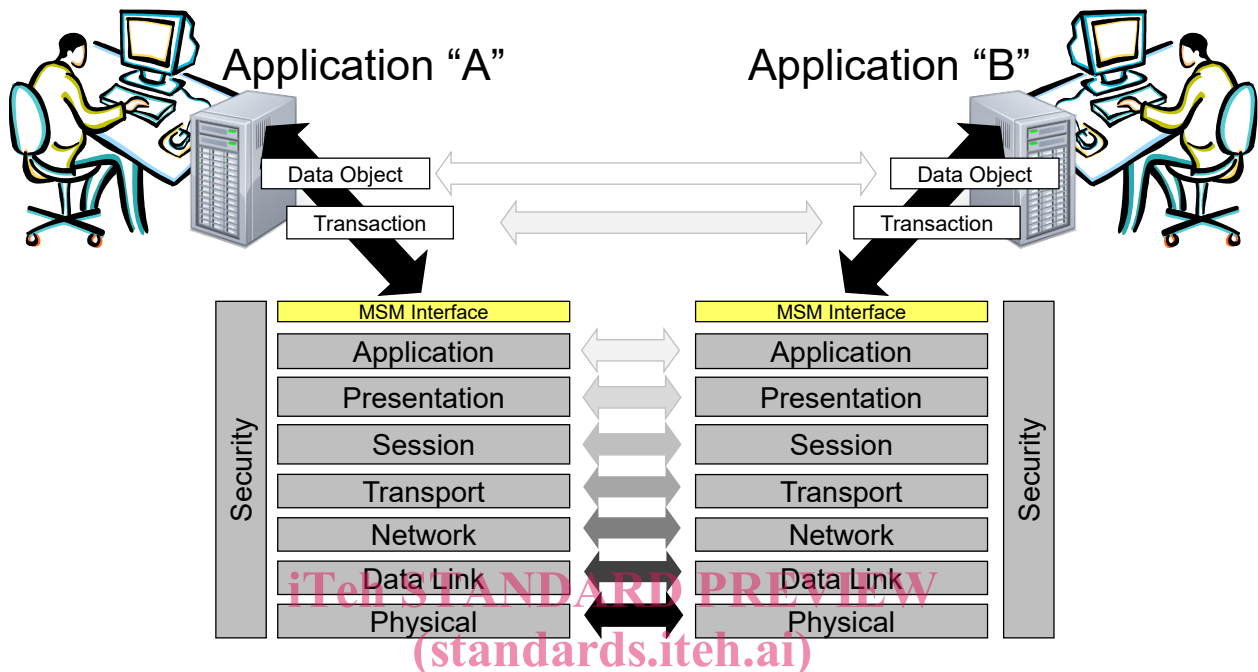 Application “A”
Application “B”
Data Object
Data Object
Transaction
Transaction
MSM Interface
MSM Interface
Application
Application
Presentation
Presentation
Session
Session
Security
Security
Transport
Transport
Network
Network
Data Link
Data Link
iTeh STANDARD PREVIEW
Physical
Physical
(standards.iteh.ai)